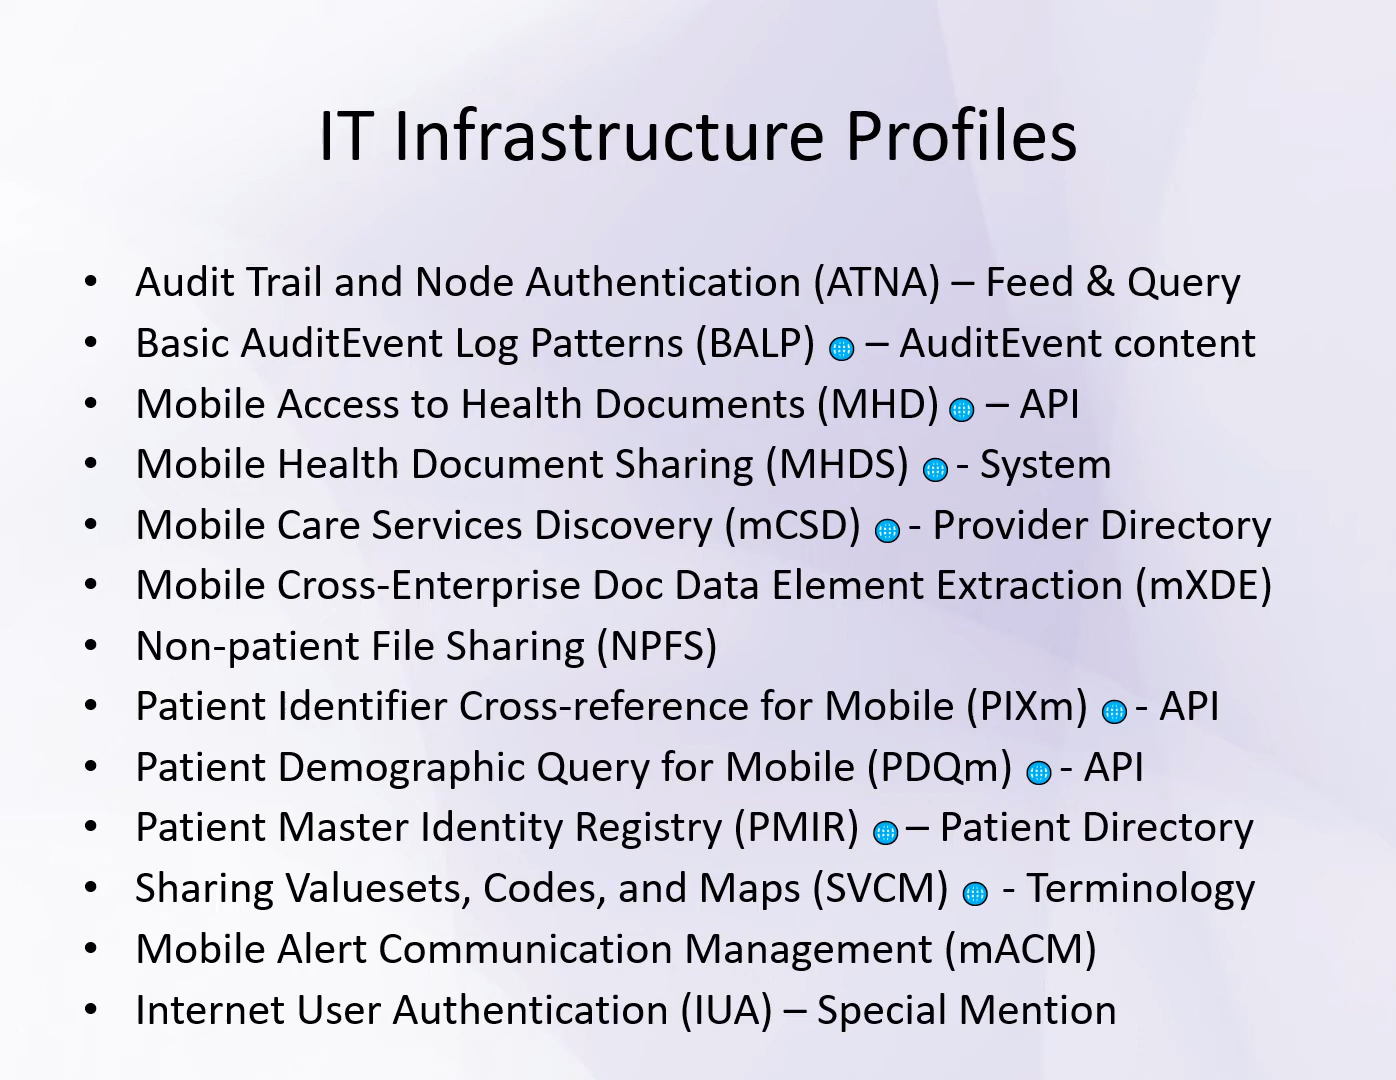 IT Infrastructure Profiles
• Audit Trail and Node Authentication (ATNA) – Feed & Query
• Basic AuditEvent Log Patterns (BALP) – AuditEvent content
• Mobile Access to Health Documents (MHD) – API
• Mobile Health Document Sharing (MHDS) - System
• Mobile Care Services Discovery (mCSD) - Provider Directory
• Mobile Cross-Enterprise Doc Data Element Extraction (mXDE)
• Non-patient File Sharing (NPFS)
• Patient Identifier Cross-reference for Mobile (PIXm) - API
• Patient Demographic Query for Mobile (PDQm) - API
• Patient Master Identity Registry (PMIR) – Patient Directory
• Sharing Valuesets, Codes, and Maps (SVCM) - Terminology
• Mobile Alert Communication Management (mACM)
• Internet User Authentication (IUA) – Special Mention